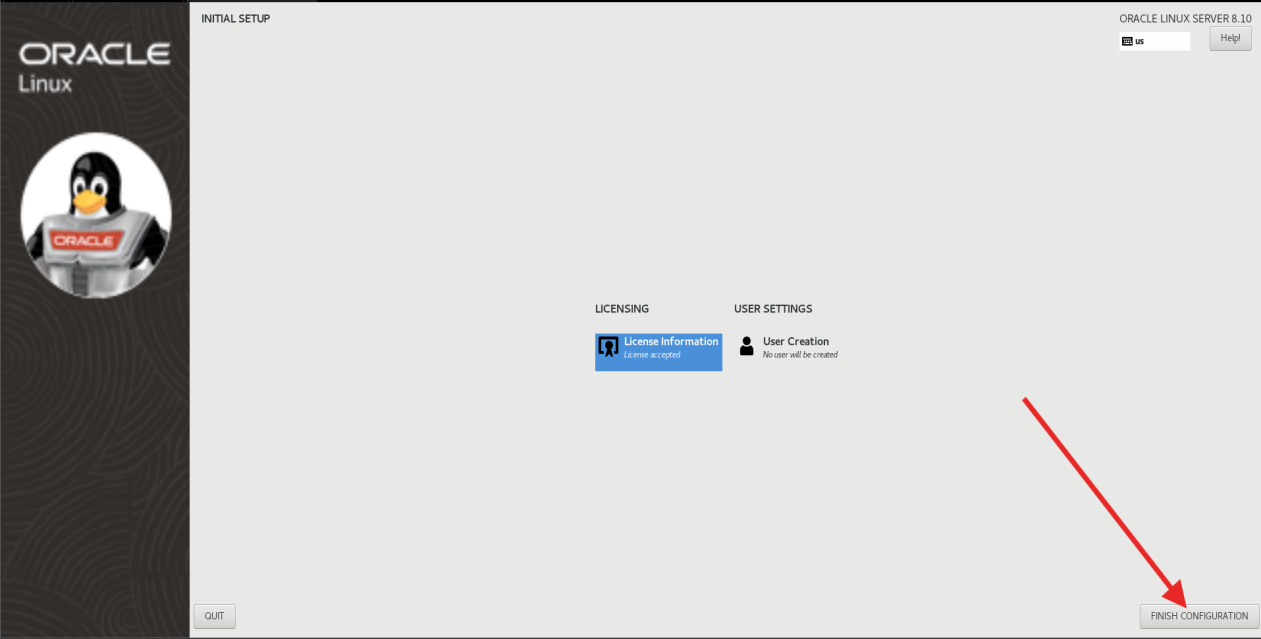 ORACLE
Linux
ORACLE
INITIAL SETUP
ORACLE LINUX SERVER 8.10
us
Help!
LICENSING
License Information
License accepted
USER SETTINGS
User Creation
No user will be created
QUIT
FINISH CONFIGURATION